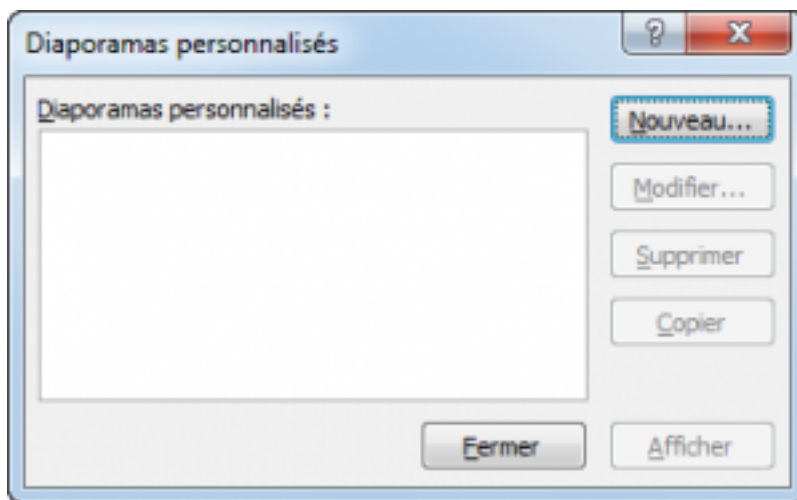 Diaporamas personnalisés
Diaporamas personnalisés :
Nouveau...
Modifier...
Supprimer
Copier
Fermer
Afficher